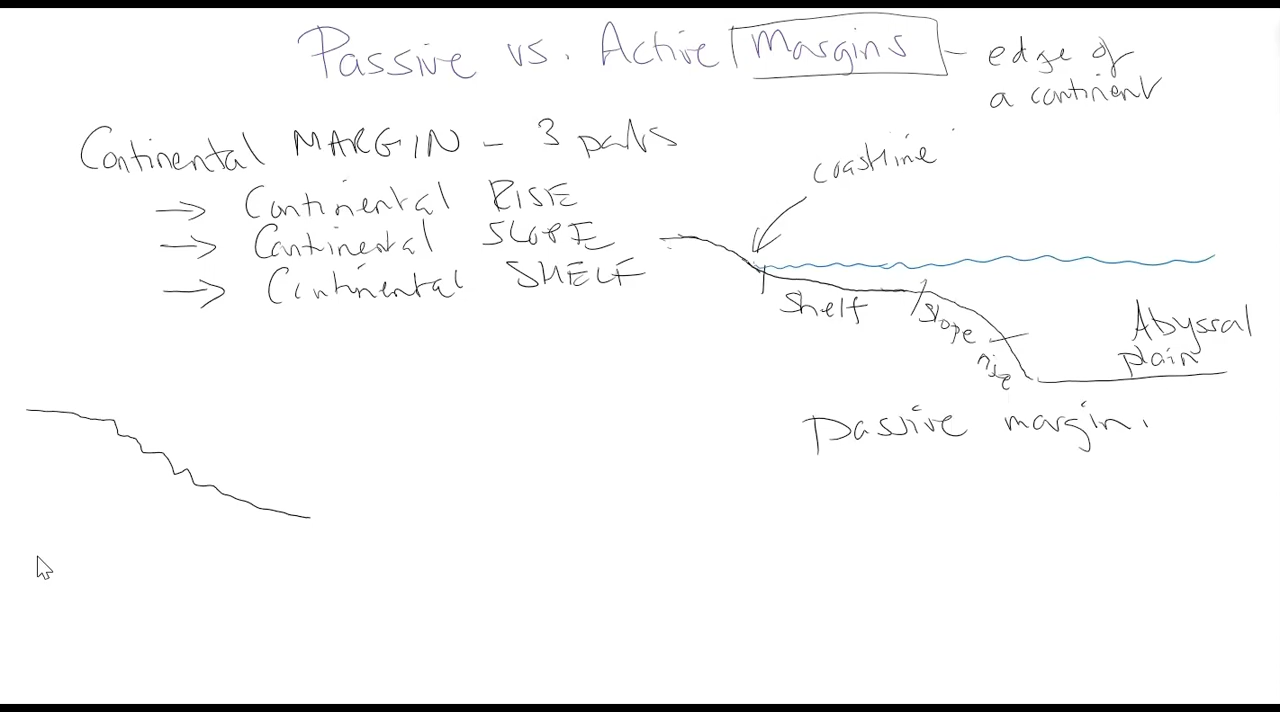 Passive vs. Active Margins - edge of
a continent
Continental MARGIN - 3 parts
→ Continental RISE
→ Continental SLOPE
→ Continental SHELF
coastline
shelf
slope
rise
Abyssal
plain
passive margin.